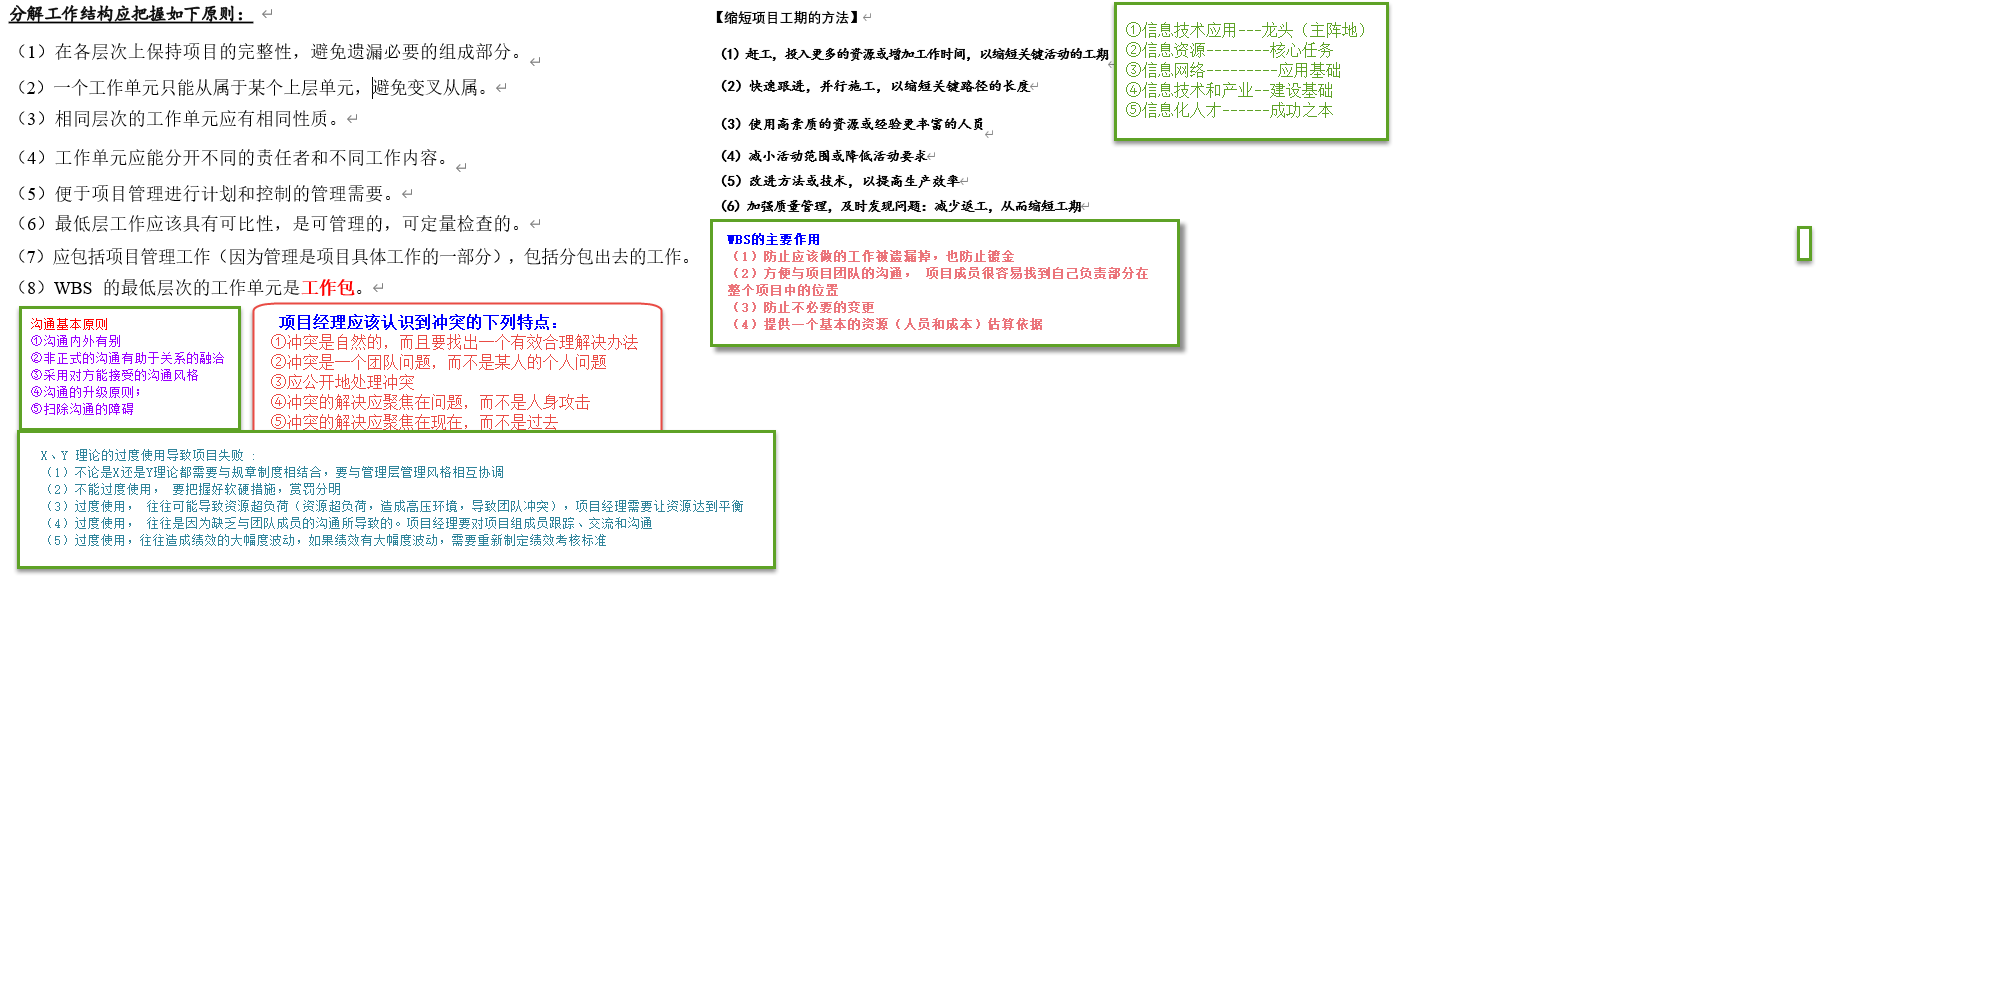 分解工作结构应把握如下原则：
（1）在各层次上保持项目的完整性，避免遗漏必要的组成部分。
（2）一个工作单元只能从属于某个上层单元，避免变叉从属。
（3）相同层次的工作单元应有相同性质。
（4）工作单元应能分开不同的责任者和不同工作内容。
（5）便于项目管理进行计划和控制的管理需要。
（6）最低层工作应该具有可比性，是可管理的，可定量检查的。
（7）应包括项目管理工作（因为管理是项目具体工作的一部分），包括分包出去的工作。
（8）WBS 的最低层次的工作单元是工作包。
【缩短项目工期的方法】
（1）赶工，投入更多的资源或增加工作时间，以缩短关键活动的工期
（2）快速跟进，并行施工，以缩短关键路径的长度
（3）使用高素质的资源或经验更丰富的人员
（4）减小活动范围或降低活动要求
（5）改进方法或技术，以提高生产效率
（6）加强质量管理，及时发现问题：减少返工，从而缩短工期
①信息技术应用---龙头（主阵地）
②信息资源--------核心任务
③信息网络---------应用基础
④信息技术和产业--建设基础
⑤信息化人才------成功之本
WBS的主要作用
（1）防止应该做的工作被遗漏掉，也防止镀金
（2）方便与项目团队的沟通， 项目成员很容易找到自己负责部分在
整个项目中的位置
（3）防止不必要的变更
（4）提供一个基本的资源（人员和成本）估算依据
沟通基本原则
①沟通内外有别
②非正式的沟通有助于关系的融洽
③采用对方能接受的沟通风格
④沟通的升级原则；
⑤扫除沟通的障碍
项目经理应该认识到冲突的下列特点：
①冲突是自然的，而且要找出一个有效合理解决办法
②冲突是一个团队问题，而不是某人的个人问题
③应公开地处理冲突
④冲突的解决应聚焦在问题，而不是人身攻击
⑤冲突的解决应聚焦在现在，而不是过去
X、Y 理论的过度使用导致项目失败 :
（1）不论是X还是Y理论都需要与规章制度相结合，要与管理层管理风格相互协调
（2）不能过度使用， 要把握好软硬措施，赏罚分明
（3）过度使用， 往往可能导致资源超负荷（资源超负荷，造成高压环境，导致团队冲突），项目经理需要让资源达到平衡
（4）过度使用， 往往是因为缺乏与团队成员的沟通所导致的。项目经理要对项目组成员跟踪、交流和沟通
（5）过度使用，往往造成绩效的大幅度波动，如果绩效有大幅度波动，需要重新制定绩效考核标准